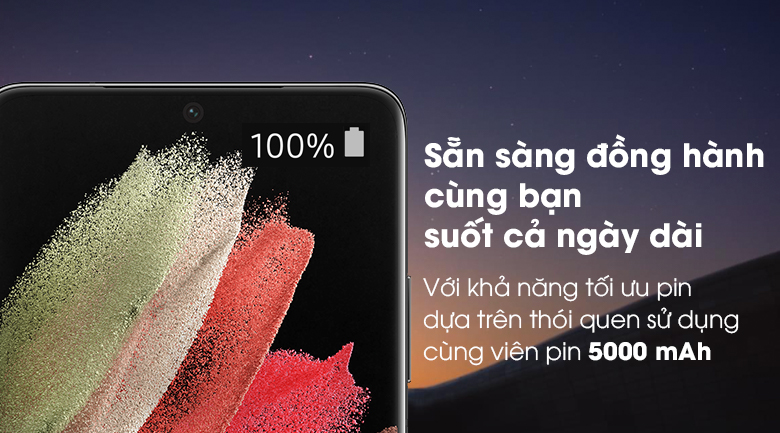 100%
Sẵn sàng đồng hành
cùng bạn
suốt cả ngày dài
Với khả năng tối ưu pin
dựa trên thói quen sử dụng
cùng viên pin 5000 mAh